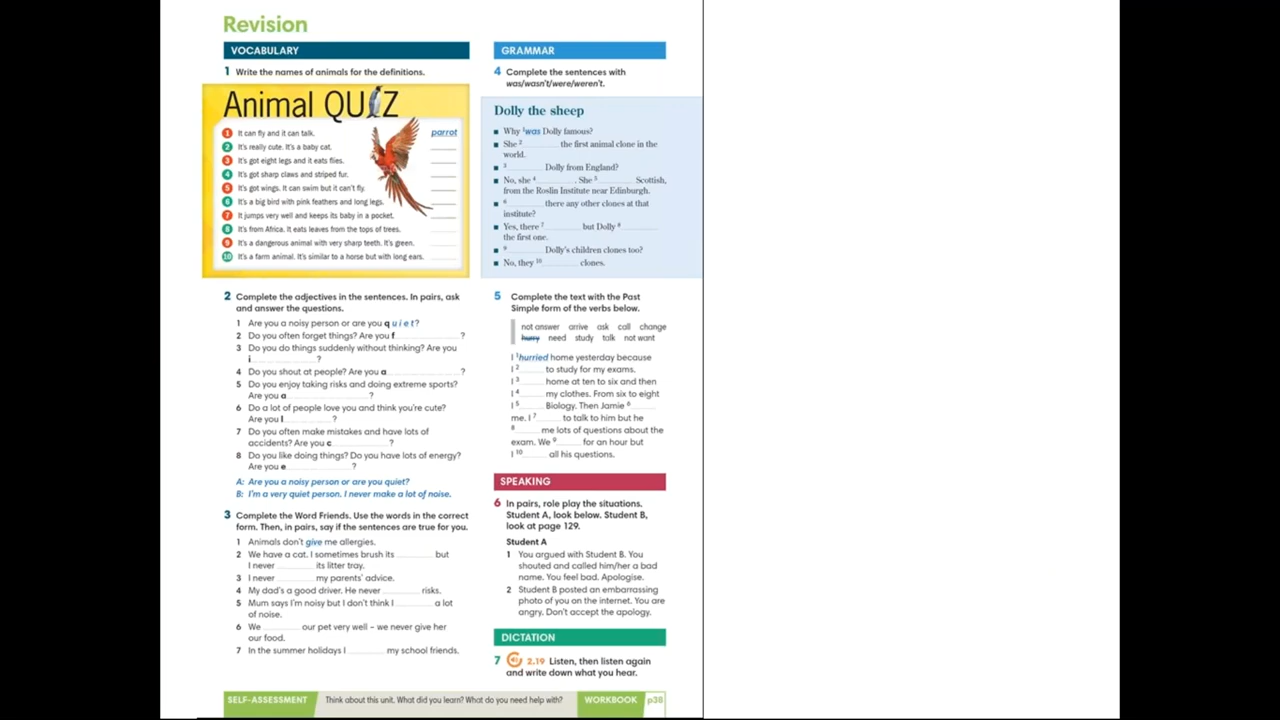 Revision
VOCABULARY
1 Write the names of animals for the definitions.
Animal QUIZ
1 It can fly and it can talk. parrot
2 It's really cute. It's a baby cat.
3 It's got eight legs and it eats flies.
4 It's got sharp claws and striped fur.
5 It's got wings. It can swim but it can't fly.
6 It's a big bird with pink feathers and long legs.
7 It jumps very well and keeps its baby in a pocket.
8 It's from Africa. It eats leaves from the tops of trees.
9 It's a dangerous animal with very sharp teeth. It's green.
10 It's a farm animal. It's similar to a horse but with long ears.
2 Complete the adjectives in the sentences. In pairs, ask
and answer the questions.
1 Are you a noisy person or are you q u i e t?
2 Do you often forget things? Are you f ?
3 Do you do things suddenly without thinking? Are you
i ?
4 Do you shout at people? Are you a ?
5 Do you enjoy taking risks and doing extreme sports?
Are you a ?
6 Do a lot of people love you and think you're cute?
Are you l ?
7 Do you often make mistakes and have lots of
accidents? Are you c ?
8 Do you like doing things? Do you have lots of energy?
Are you e ?
A: Are you a noisy person or are you quiet?
B: I'm a very quiet person. I never make a lot of noise.
3 Complete the Word Friends. Use the words in the correct
form. Then, in pairs, say if the sentences are true for you.
1 Animals don't give me allergies.
2 We have a cat. I sometimes brush its but
I never its litter tray.
3 I never my parents' advice.
4 My dad's a good driver. He never risks.
5 Mum says I'm noisy but I don't think I a lot
of noise.
6 We our pet very well – we never give her
our food.
7 In the summer holidays I my school friends.
GRAMMAR
4 Complete the sentences with
was/wasn't/were/weren't.
Dolly the sheep
Why 1 was Dolly famous?
She 2 the first animal clone in the
world.
3 Dolly from England?
No, she 4 . She 5 Scottish,
from the Roslin Institute near Edinburgh.
6 there any other clones at that
institute?
Yes, there 7 but Dolly 8
the first one.
9 Dolly's children clones too?
No, they 10 clones.
5 Complete the text with the Past
Simple form of the verbs below.
not answer arrive ask call change
hurry need study talk not want
I 1 hurried home yesterday because
I 2 to study for my exams.
I 3 home at ten to six and then
I 4 my clothes. From six to eight
I 5 Biology. Then Jamie 6
me. I 7 to talk to him but he
8 me lots of questions about the
exam. We 9 for an hour but
I 10 all his questions.
SPEAKING
6 In pairs, role play the situations.
Student A, look below. Student B,
look at page 129.
Student A
1 You argued with Student B. You
shouted and called him/her a bad
name. You feel bad. Apologise.
2 Student B posted an embarrassing
photo of you on the internet. You are
angry. Don't accept the apology.
DICTATION
7 2.19 Listen, then listen again
and write down what you hear.
SELF-ASSESSMENT Think about this unit. What did you learn? What do you need help with? WORKBOOK p38